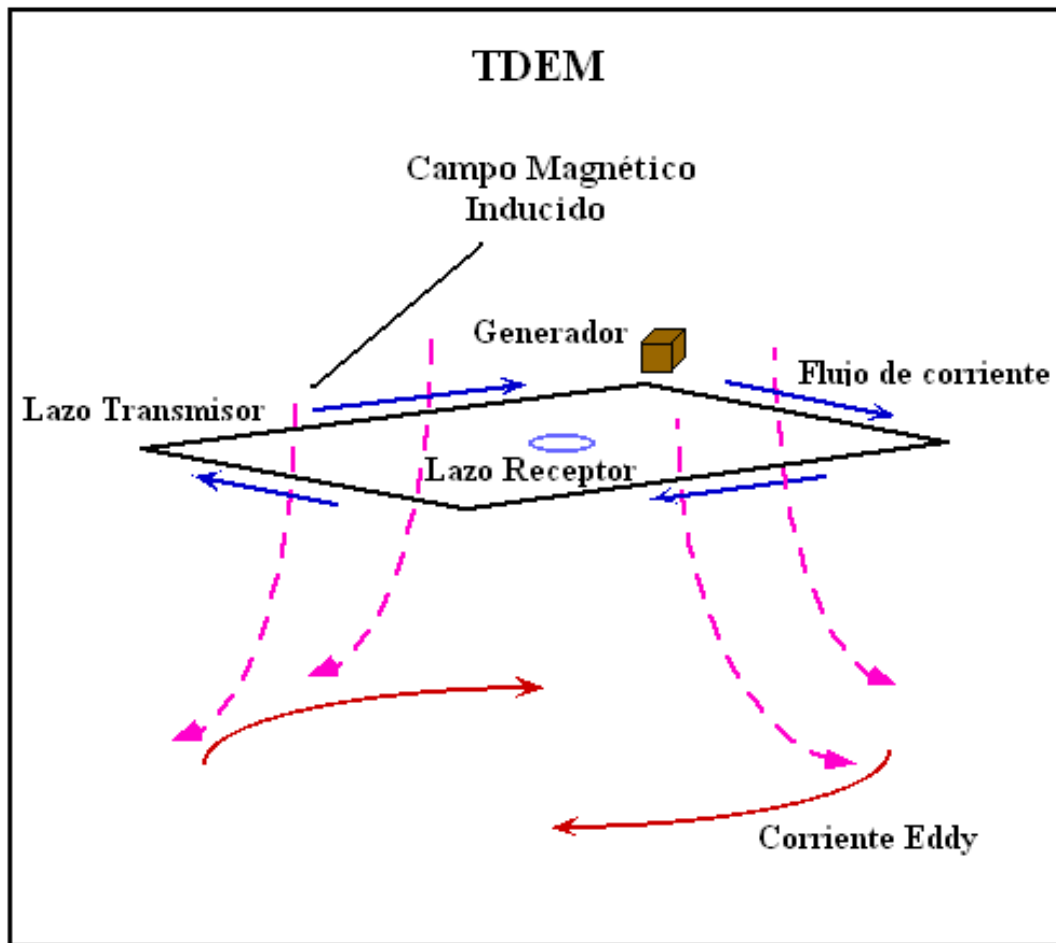 TDEM
Campo Magnético
Inducido
Generador
Flujo de corriente
Lazo Transmisor
Lazo Receptor
Corriente Eddy